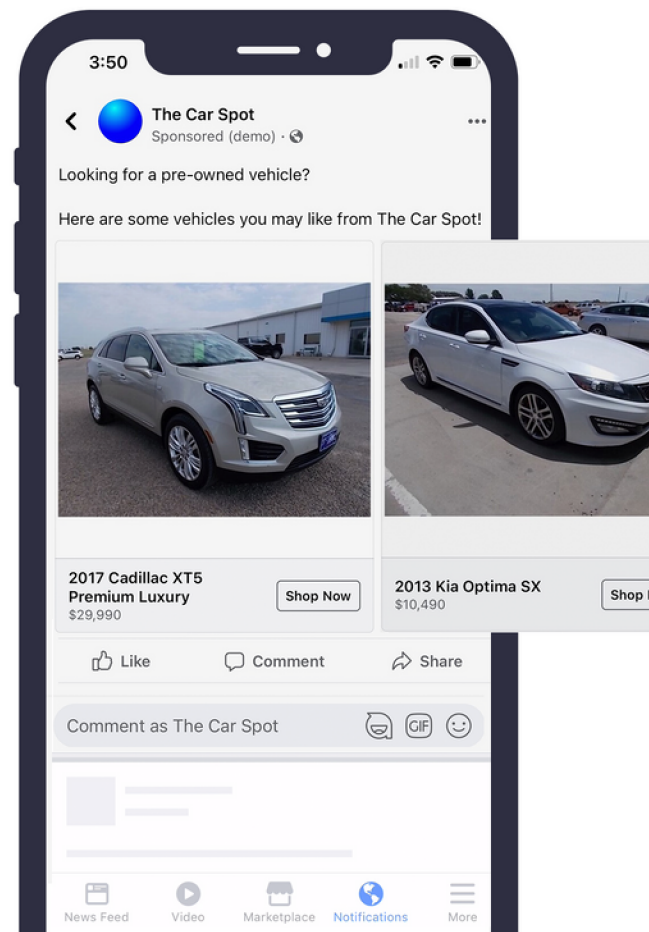 3:50
The Car Spot
Sponsored (demo) ·
Looking for a pre-owned vehicle?
Here are some vehicles you may like from The Car Spot!
2017 Cadillac XT5
Premium Luxury
$29,990
Shop Now
2013 Kia Optima SX
$10,490
Shop
Like
Comment
Share
Comment as The Car Spot
GIF
News Feed
Video
Marketplace
Notifications
More